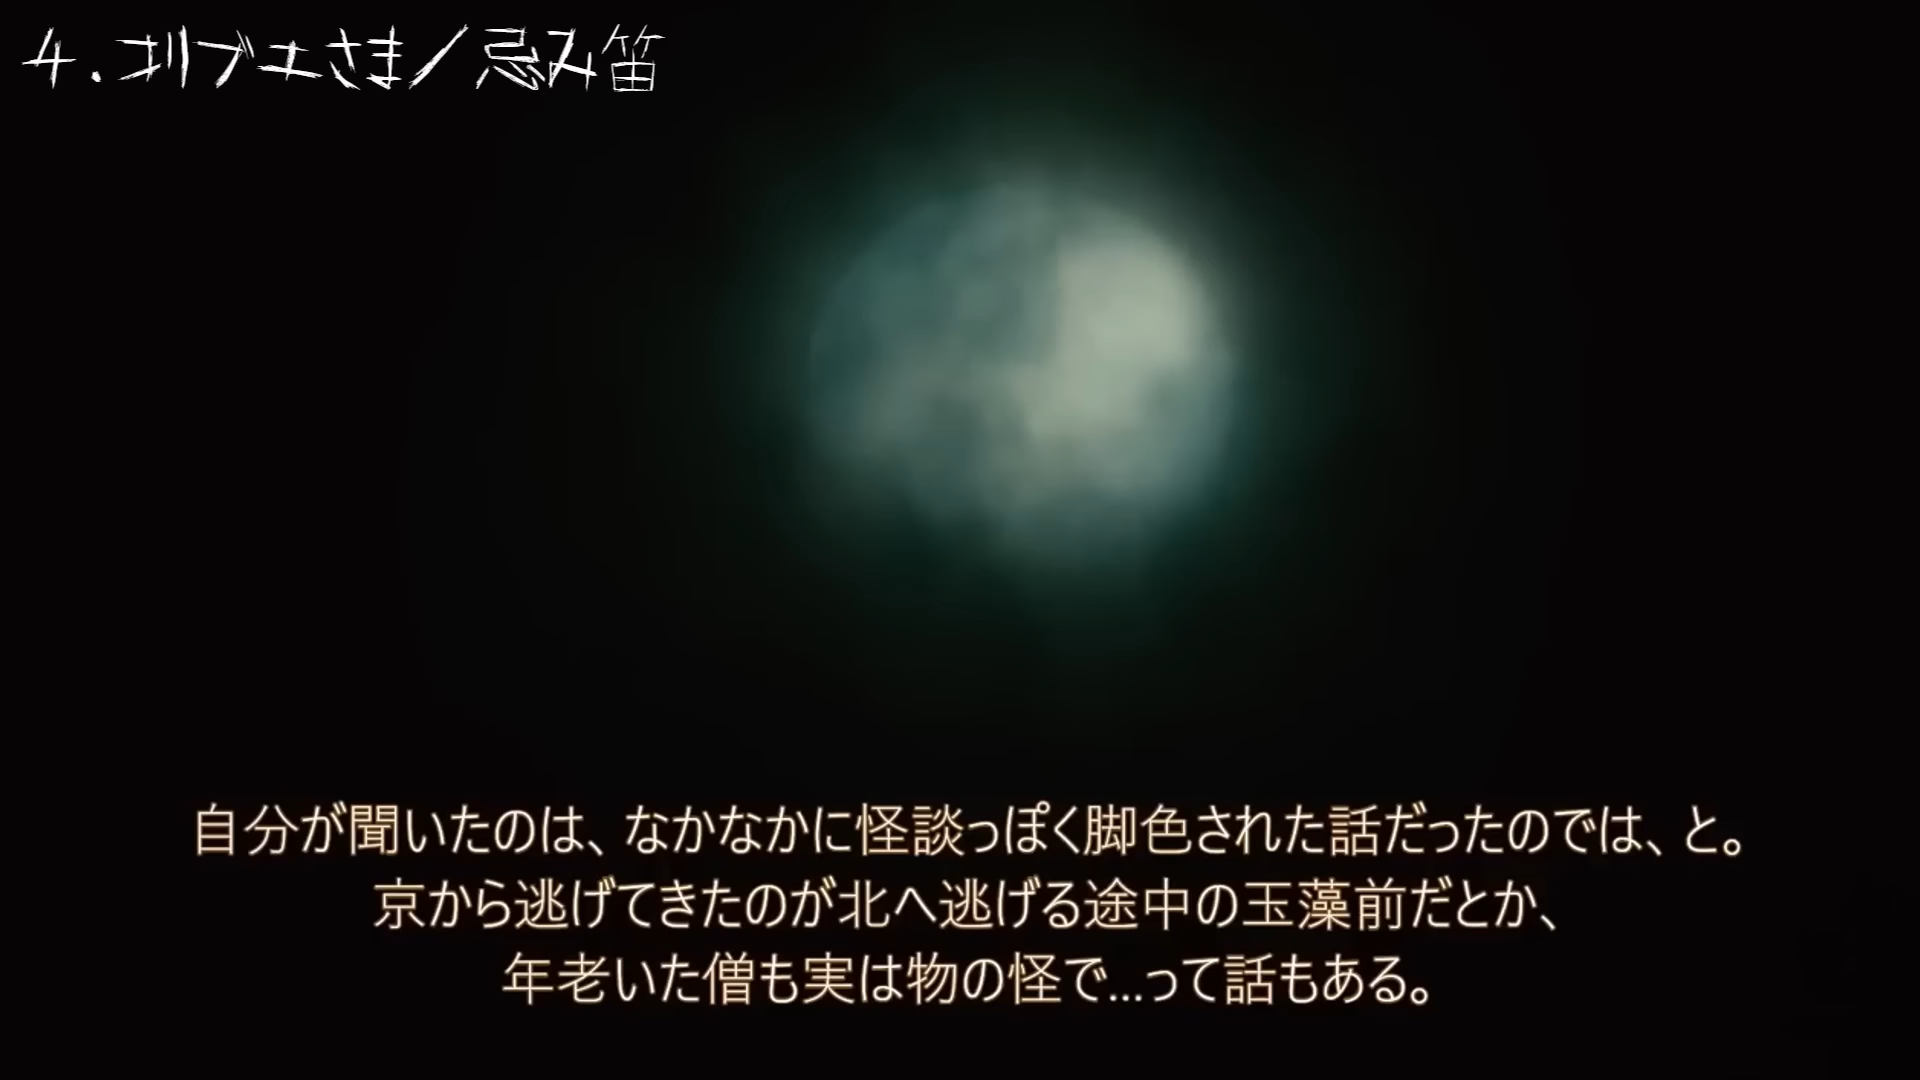 4.コリブエさま/忌み笛
自分が聞いたのは、なかなかに怪談っぽく脚色された話だったのでは、と。
京から逃げてきたのが北へ逃げる途中の玉藻前だとか、
年老いた僧も実は物の怪で...って話もある。